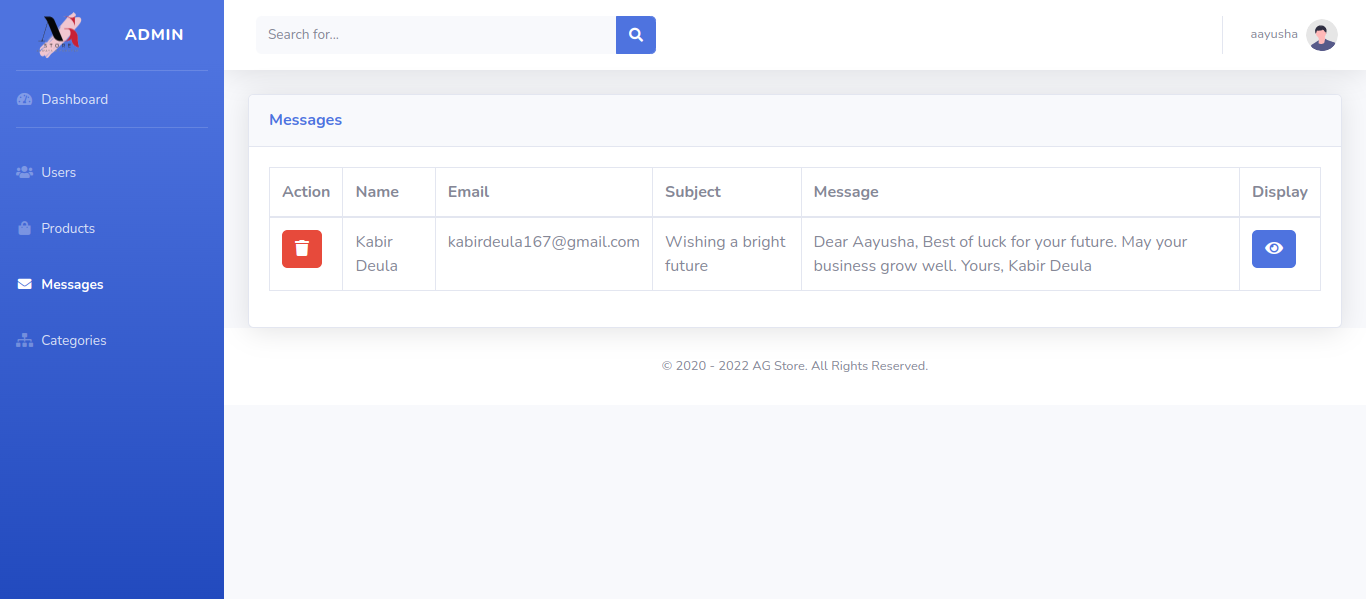 AG
STORE
ADMIN
Search for...
aayusha
Dashboard
Users
Products
Messages
Categories
Messages
Action Name Email Subject Message Display
Kabir Deula kabirdeula167@gmail.com Wishing a bright future Dear Aayusha, Best of luck for your future. May your business grow well. Yours, Kabir Deula
© 2020 - 2022 AG Store. All Rights Reserved.